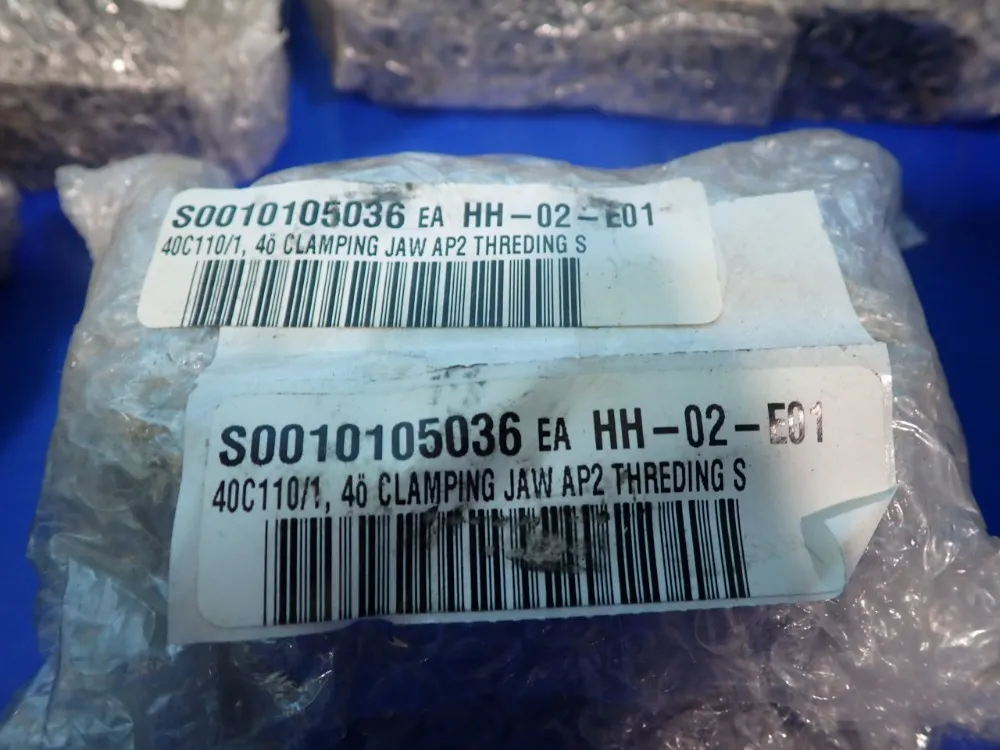 S0010105036 EA HH-02-E01
40C110/1, 4ö CLAMPING JAW AP2 THREDING S
S0010105036 EA HH-02-E01
40C110/1, 4ö CLAMPING JAW AP2 THREDING S